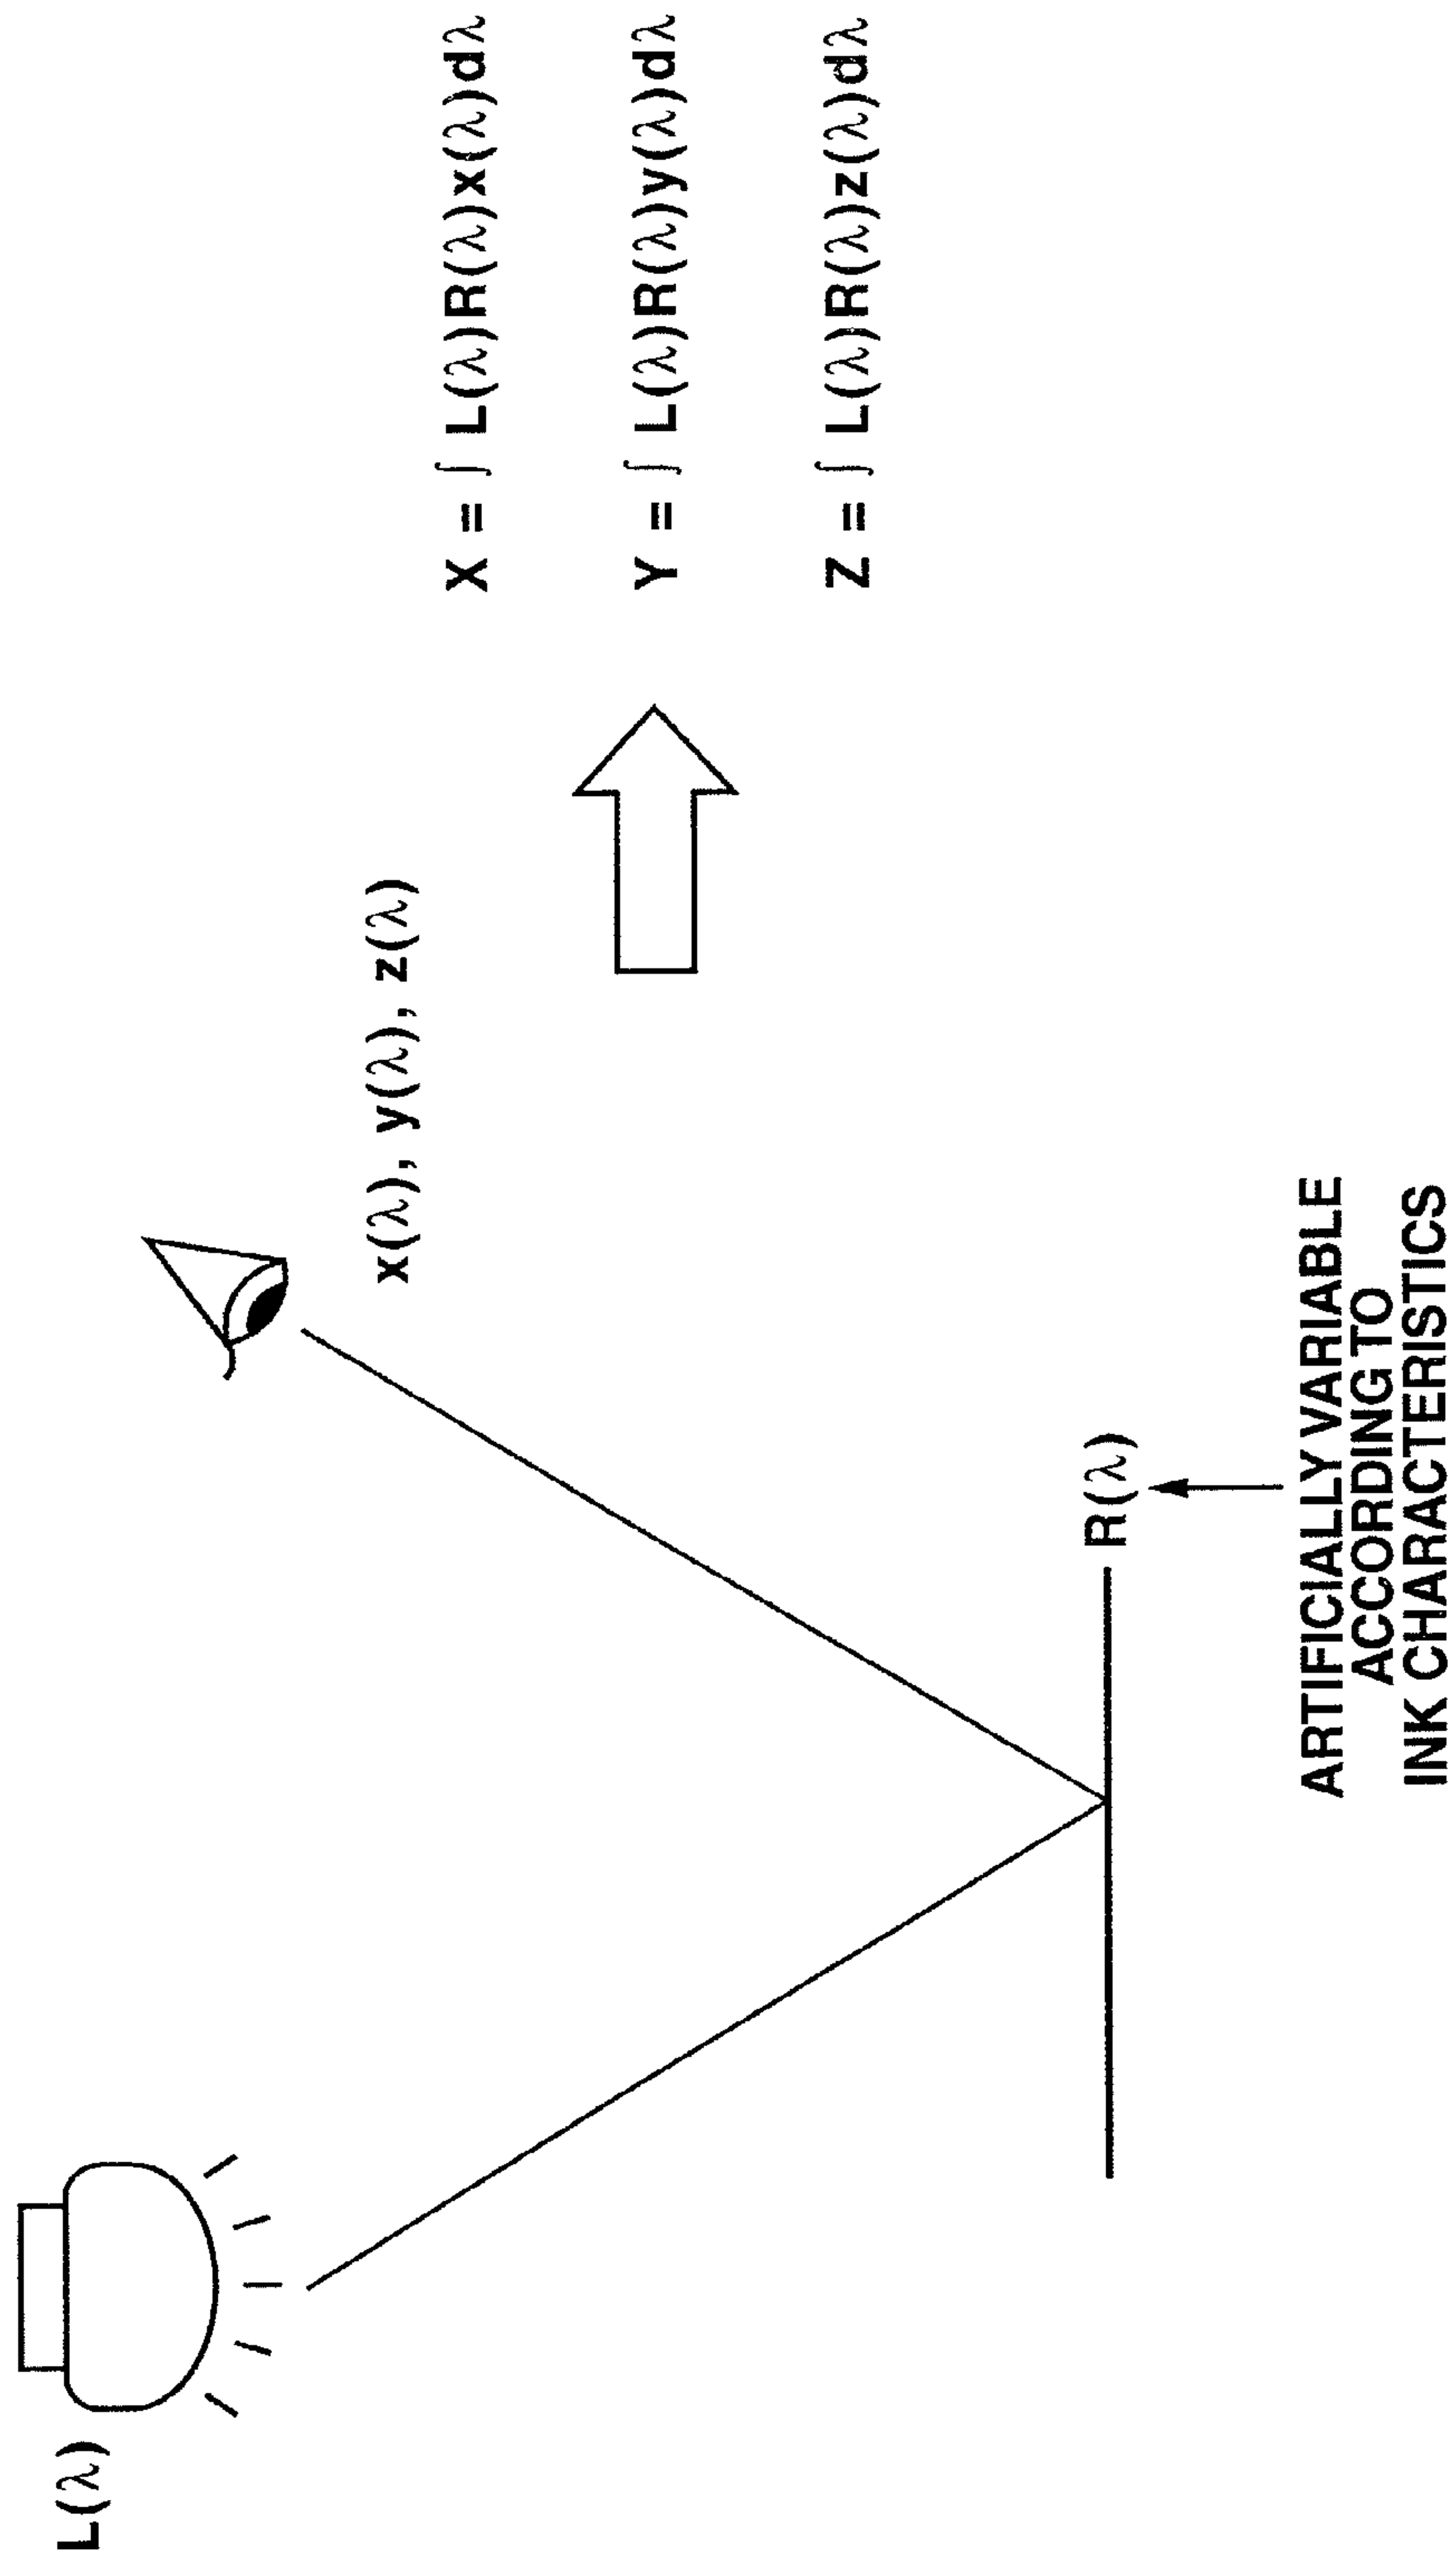 L(λ)
x(λ), y(λ), z(λ)
X = ∫ L(λ)R(λ)x(λ)dλ
Y = ∫ L(λ)R(λ)y(λ)dλ
Z = ∫ L(λ)R(λ)z(λ)dλ
R(λ)
ARTIFICIALLY VARIABLE
ACCORDING TO
INK CHARACTERISTICS